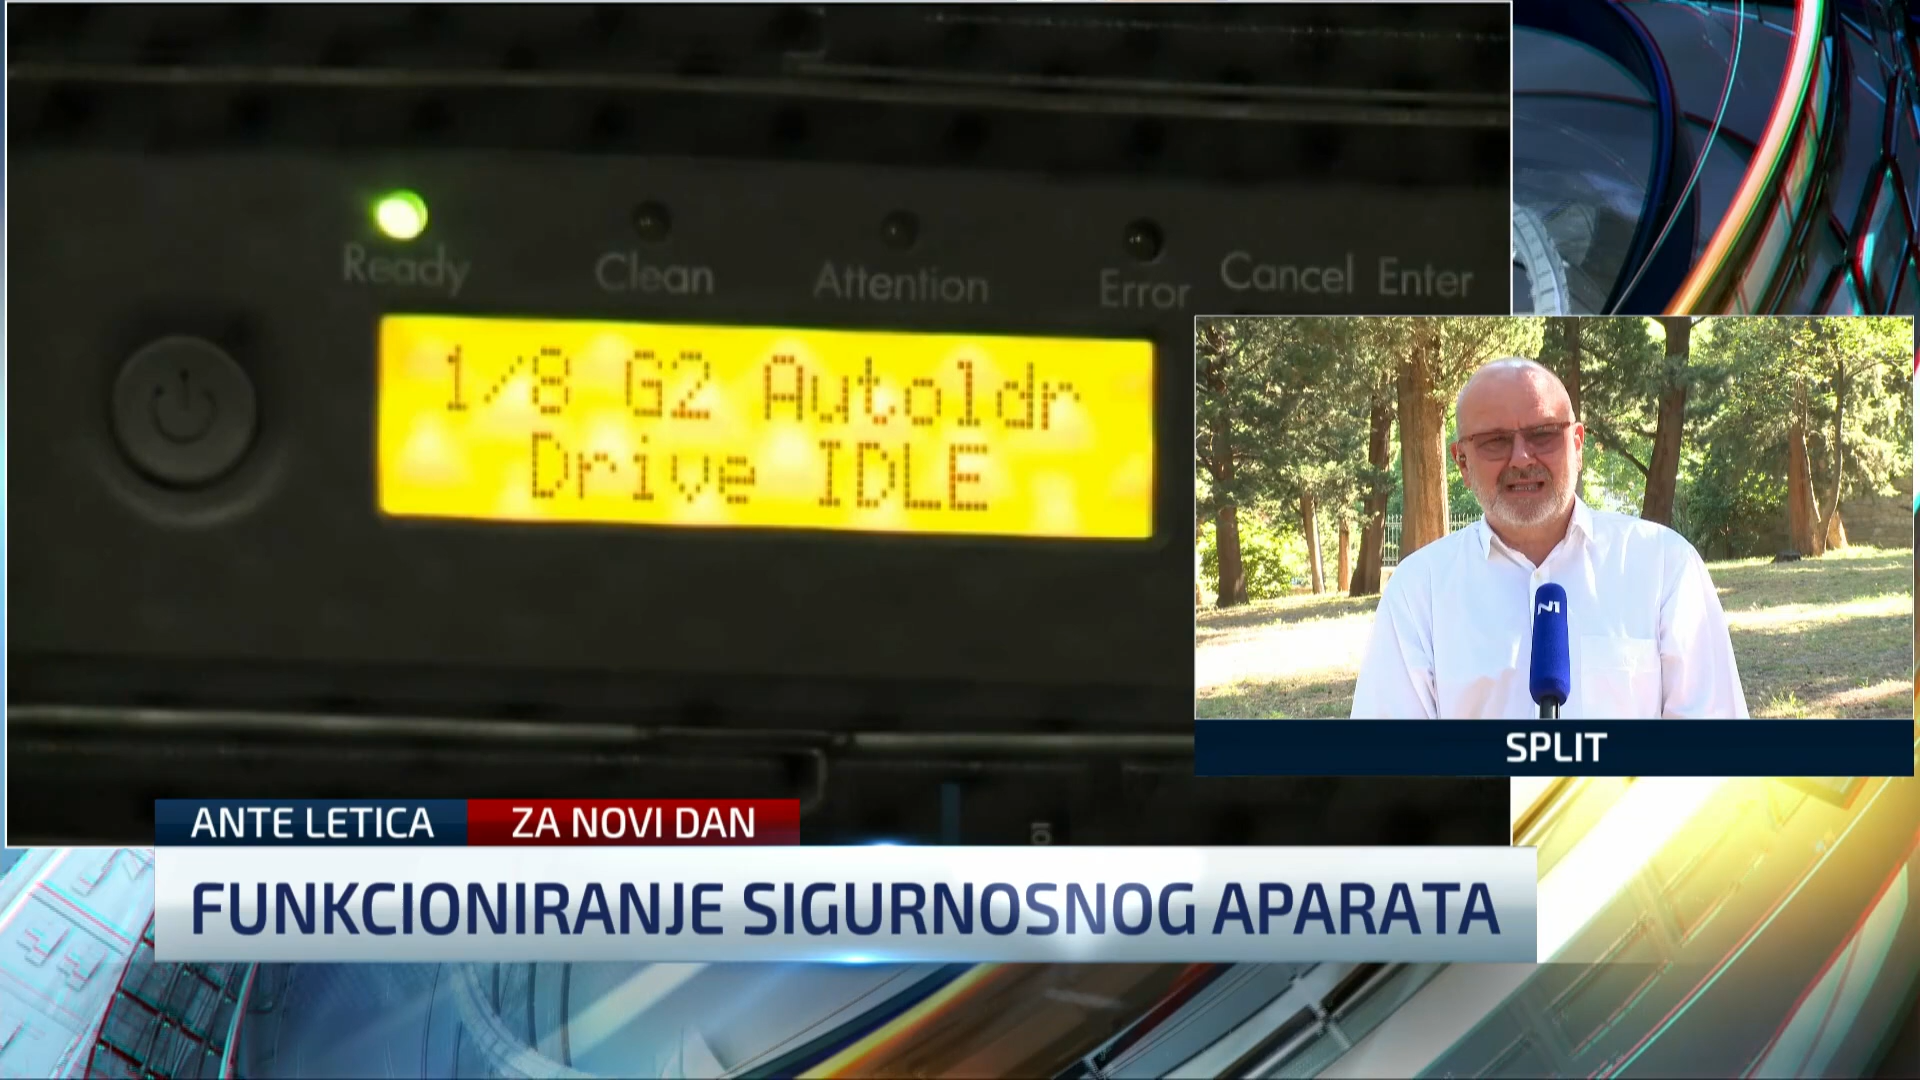 Ready Clean Attention Error Cancel Enter
1/8 G2 Autoldr
Drive IDLE
N1
SPLIT
ANTE LETICA ZA NOVI DAN
FUNKCIONIRANJE SIGURNOSNOG APARATA